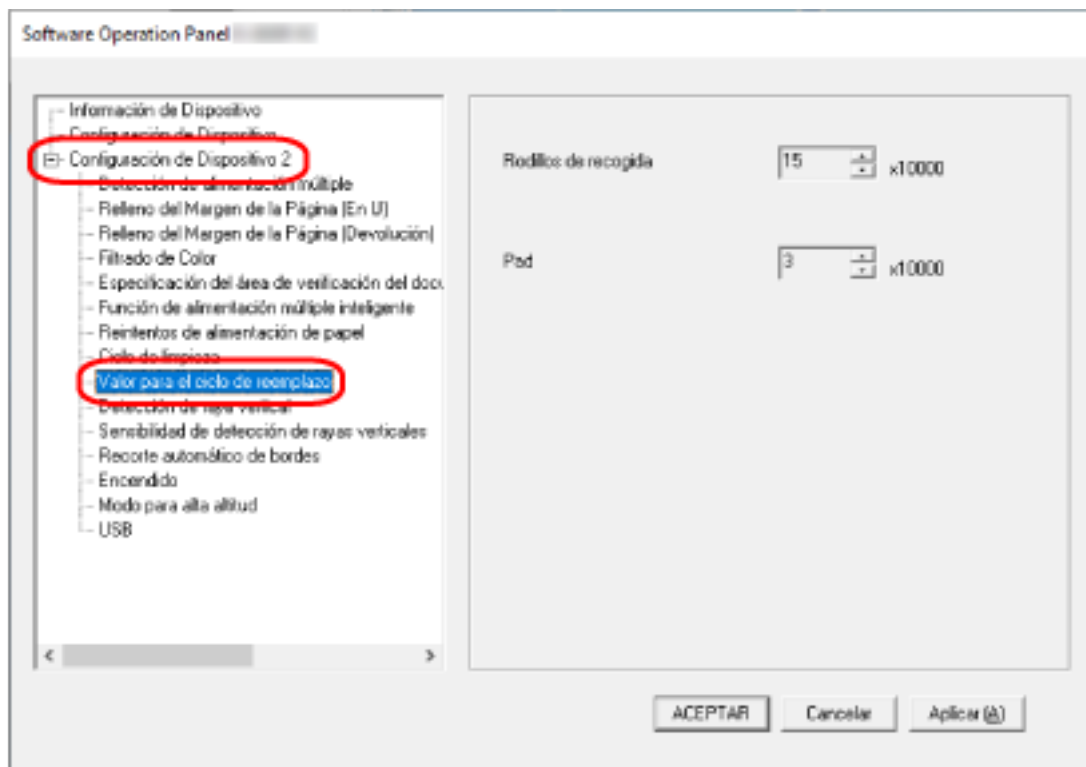 Software Operation Panel
Información de Dispositivo
Configuración de Dispositivo
Configuración de Dispositivo 2
Detección de alimentación múltiple
Relleno del Margen de la Página (En U)
Relleno del Margen de la Página (Devolución)
Filtrado de Color
Especificación del área de verificación del docu
Función de alimentación múltiple inteligente
Reintentos de alimentación de papel
Ciclo de limpieza
Valor para el ciclo de reemplazo
Detección de raya vertical
Sensibilidad de detección de rayas verticales
Recorte automático de bordes
Encendido
Modo para alta altitud
USB
Rodillos de recogida 15 x10000
Pad 3 x10000
ACEPTAR Cancelar Aplicar (A)